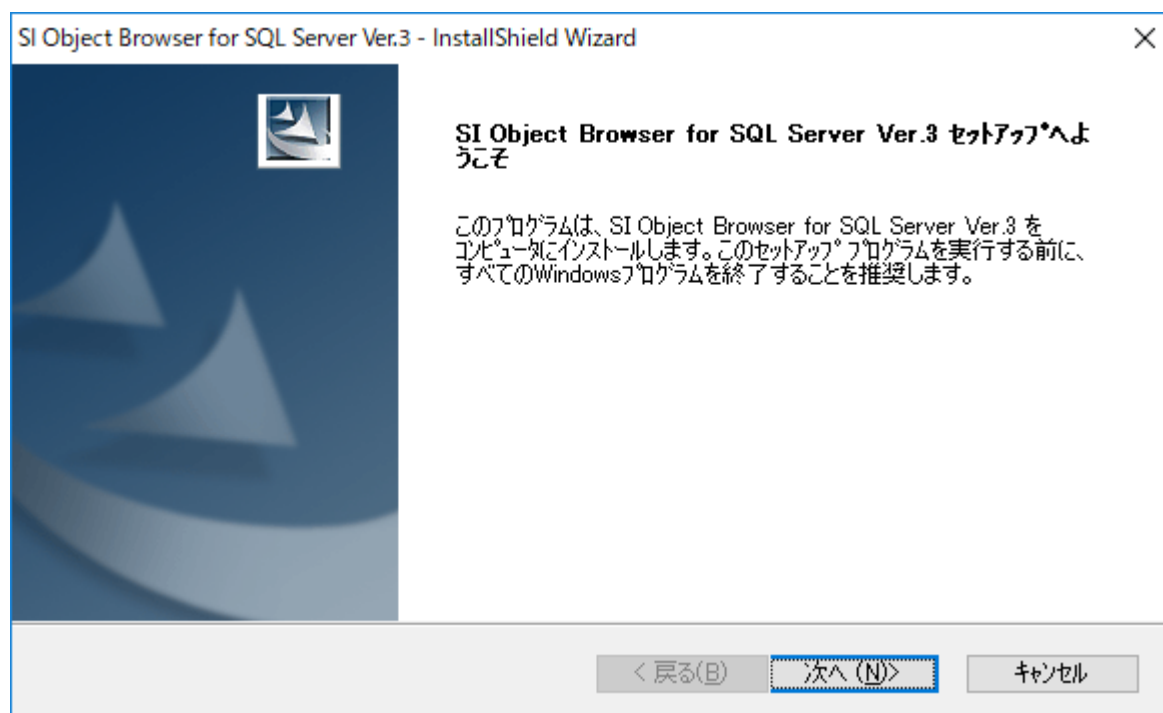 SI Object Browser for SQL Server Ver.3 - InstallShield Wizard
SI Object Browser for SQL Server Ver.3 ｾｯﾄｱｯﾌﾟへよ
うこそ
このﾌﾟﾛｸﾞﾗﾑは、SI Object Browser for SQL Server Ver.3 を
ｺﾝﾋﾟｭｰﾀにインストールします。このｾｯﾄｱｯﾌﾟ ﾌﾟﾛｸﾞﾗﾑを実行する前に、
すべてのWindowsﾌﾟﾛｸﾞﾗﾑを終了することを推奨します。
< 戻る(B)
次へ (N)>
ｷｬﾝｾﾙ